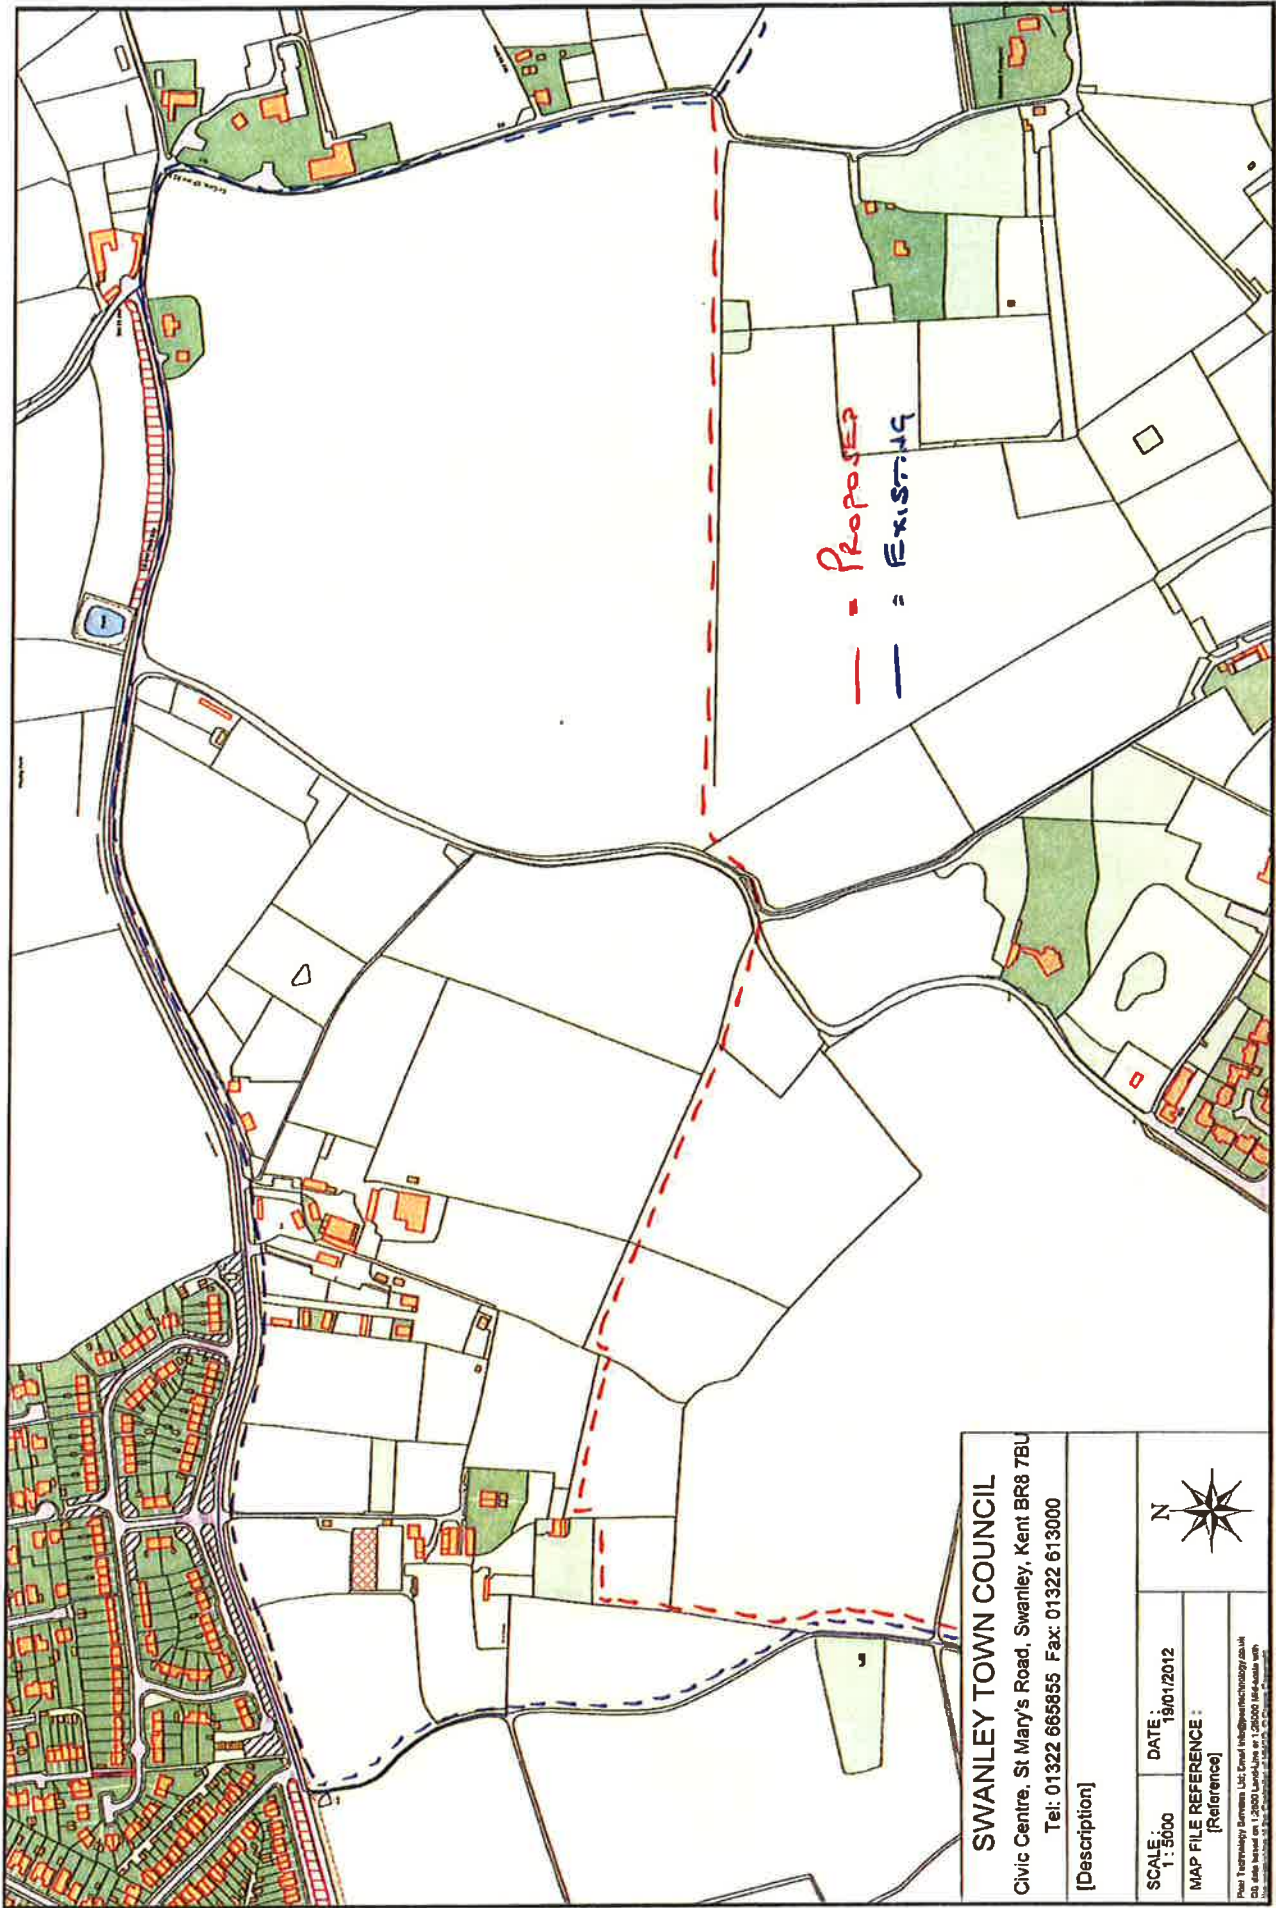 = PROPOSED
= EXISTING
SWANLEY TOWN COUNCIL
Civic Centre, St Mary's Road, Swanley, Kent BR8 7BU
Tel: 01322 665855 Fax: 01322 613000
[Description]
SCALE :
1 : 5000
DATE :
19/01/2012
MAP FILE REFERENCE :
[Reference]
N